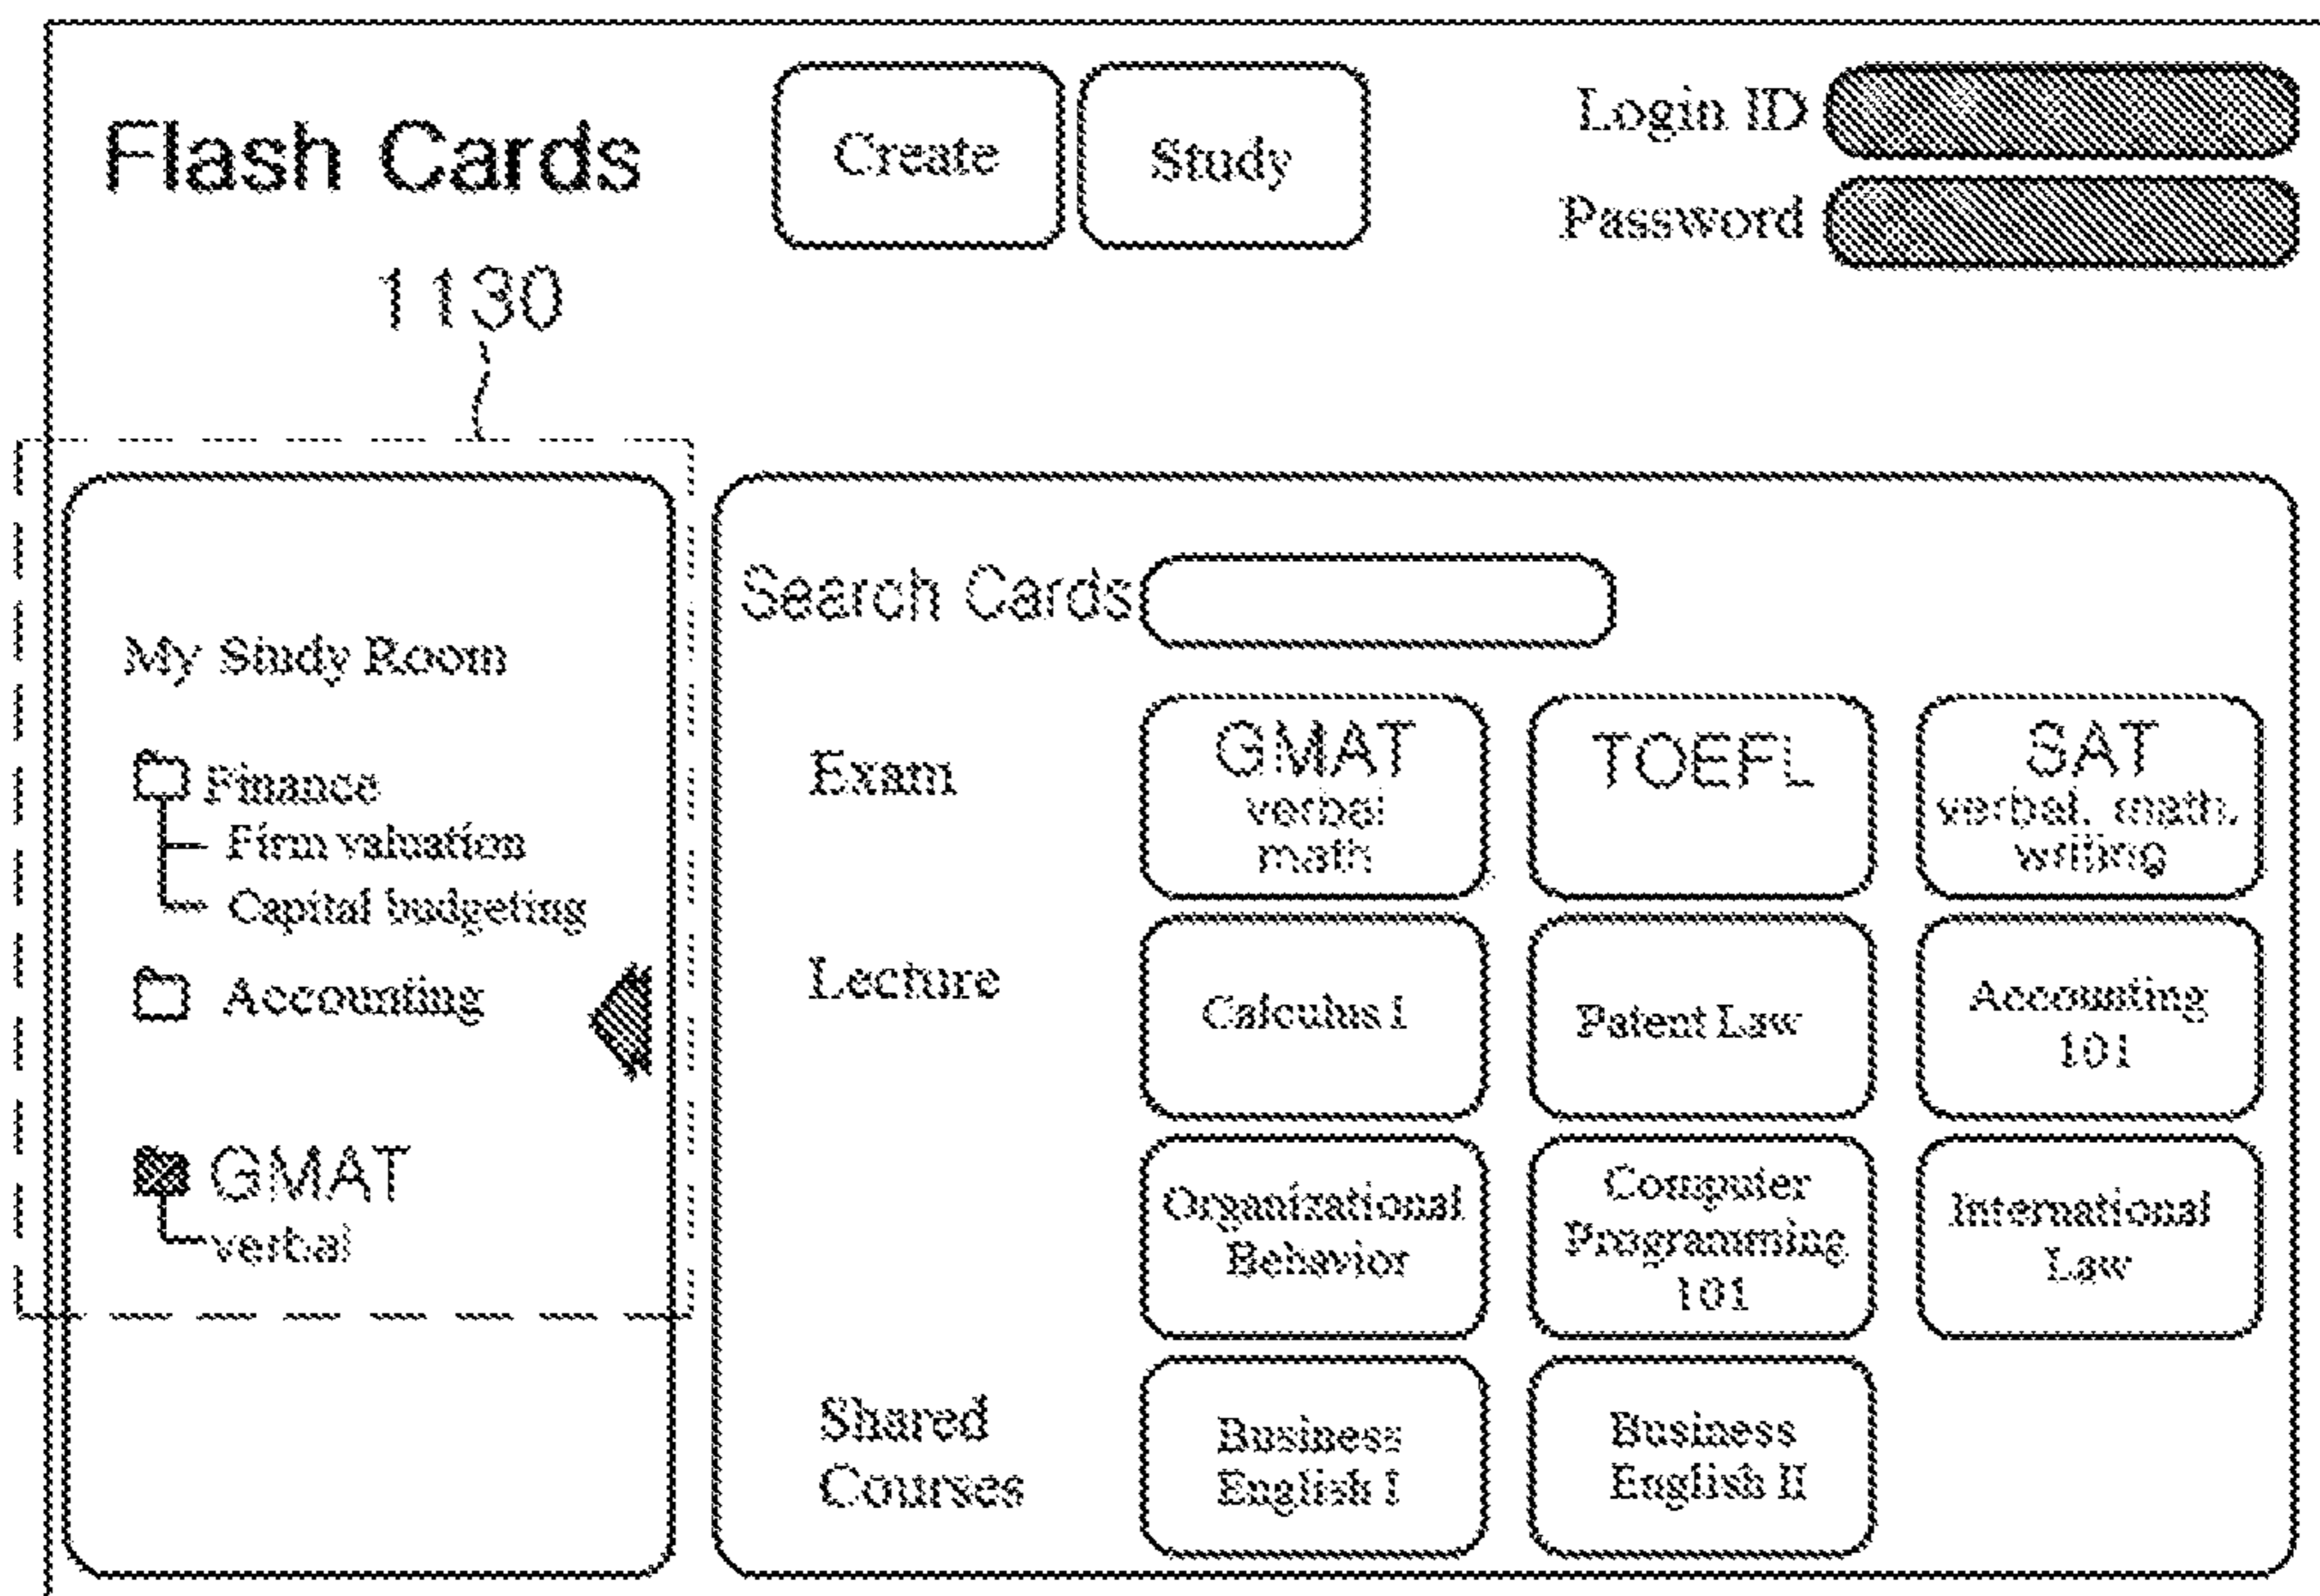 Flash Cards
Create
Study
Login ID
Password
1130
My Study Room
Finance
Firm valuation
Capital budgeting
Accounting
GMAT
verbal
Search Cards
Exam
GMAT
verbal
math
TOEFL
SAT
verbal, math,
writing
Lecture
Calculus I
Patent Law
Accounting
101
Organizational
Behavior
Computer
Programming
101
International
Law
Shared
Courses
Business
English I
Business
English II